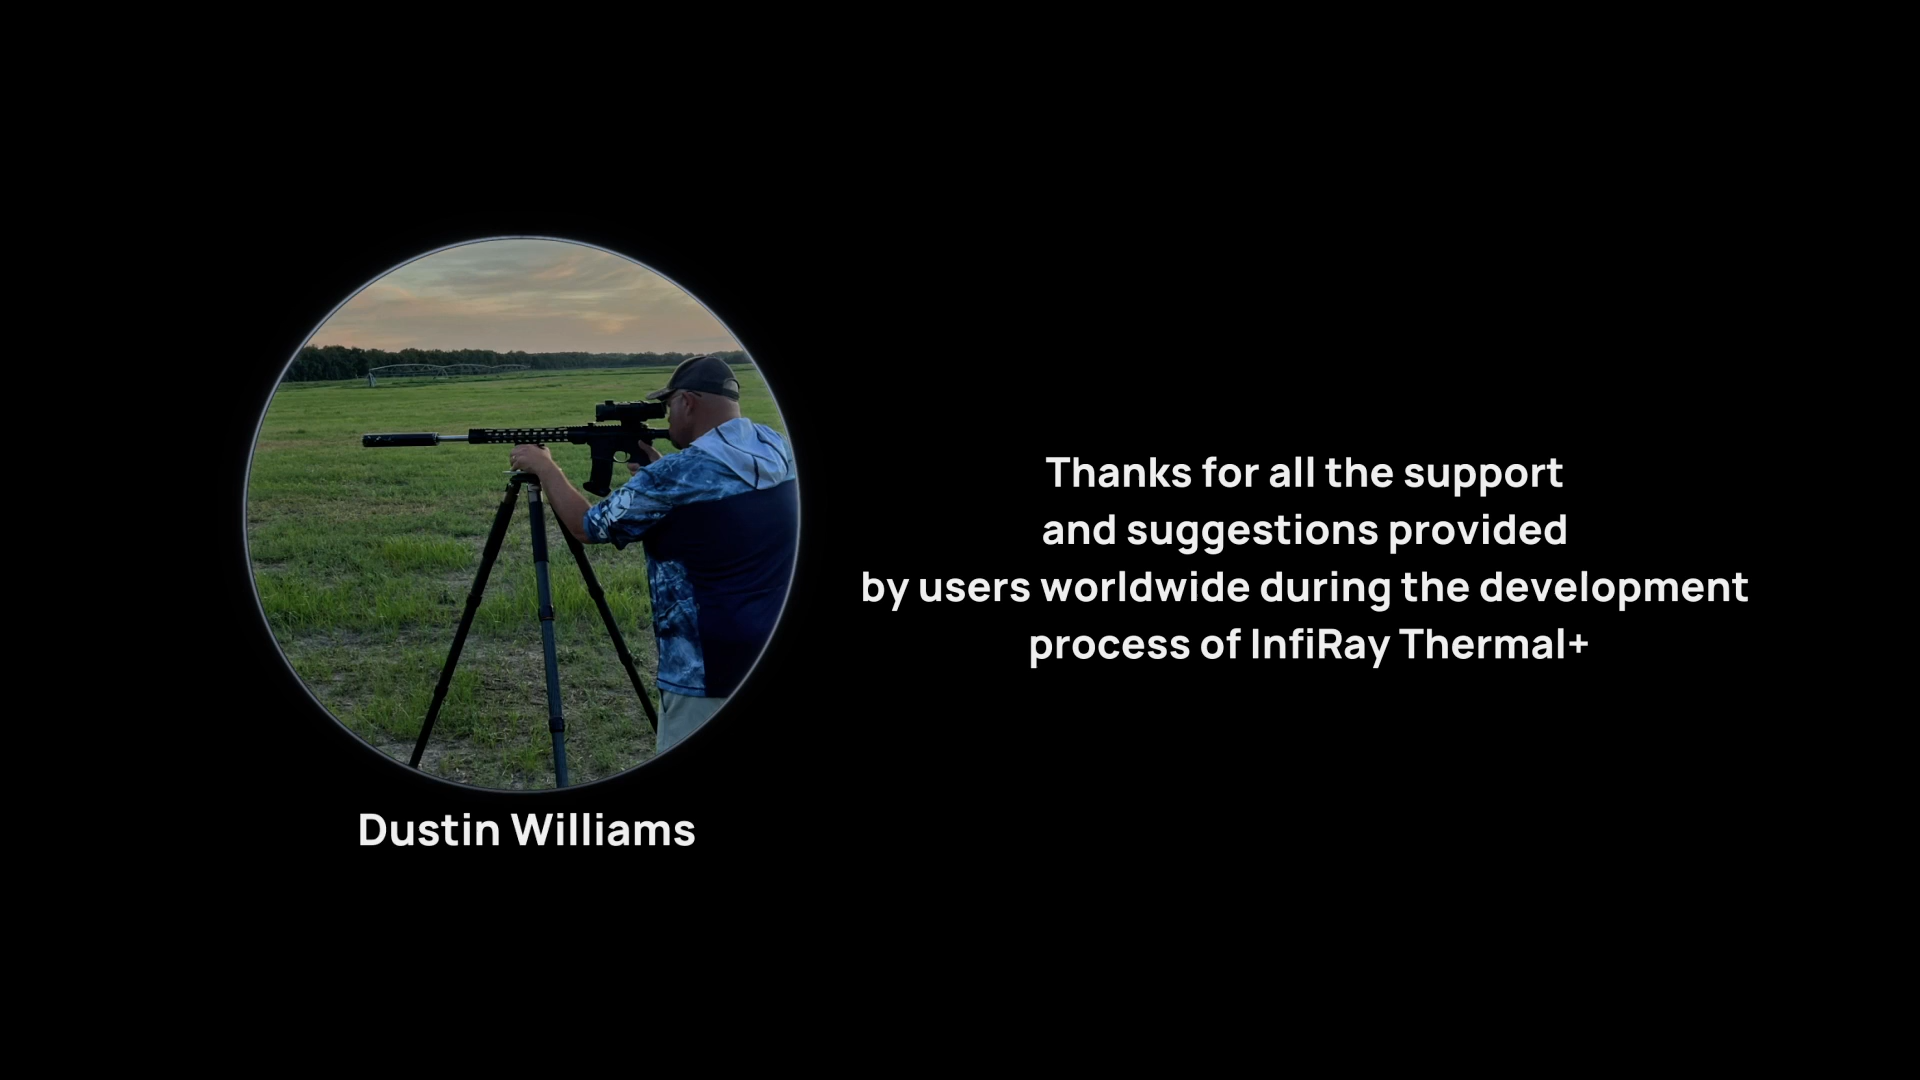 Thanks for all the support
and suggestions provided
by users worldwide during the development
process of InfiRay Thermal+
Dustin Williams